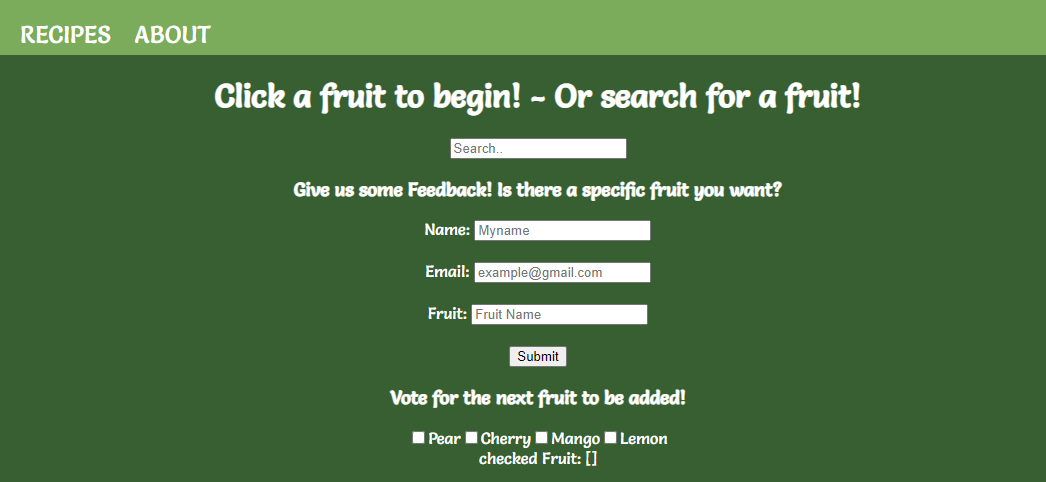 RECIPES ABOUT
Click a fruit to begin! ~ Or search for a fruit!
Search..
Give us some Feedback! Is there a specific fruit you want?
Name: Myname
Email: example@gmail.com
Fruit: Fruit Name
Submit
Vote for the next fruit to be added!
Pear Cherry Mango Lemon
checked Fruit: []